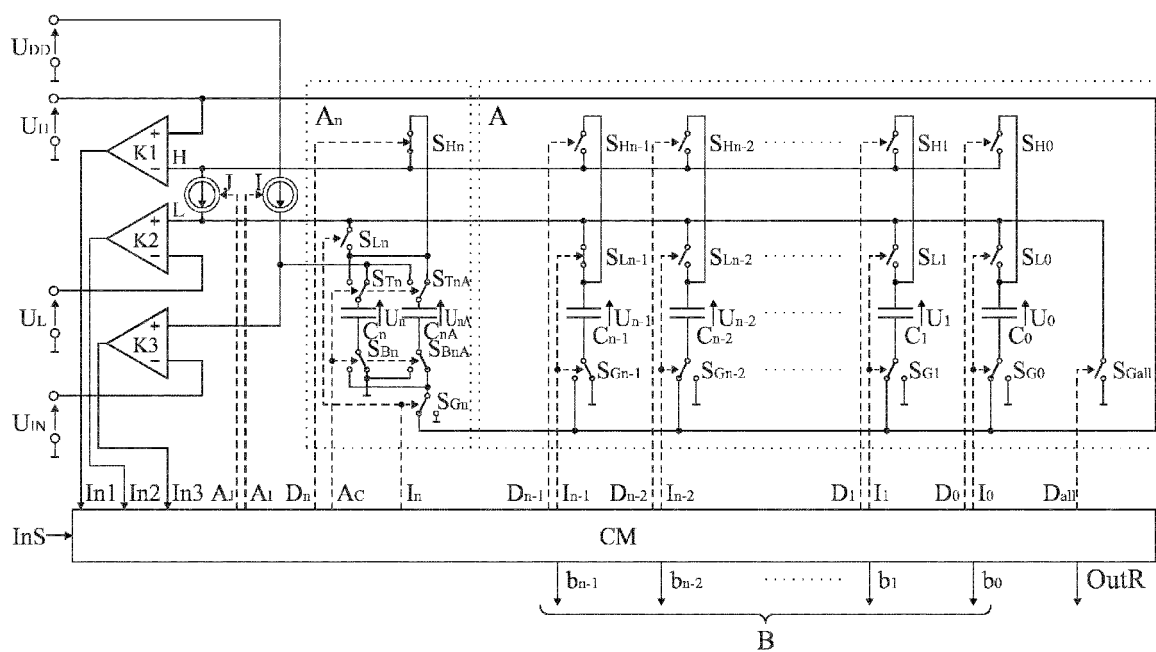 UDD
UH
An
A
K1
H
SHn
SHn-1
SHn-2
SH1
SH0
J
I
L
K2
SLn
SLn-1
SLn-2
SL1
SL0
STn
STnA
UL
K3
Un
UnA
Un-1
Un-2
U1
U0
Cn
CnA
Cn-1
Cn-2
C1
C0
SBn
SBnA
SGn-1
SGn-2
SG1
SG0
SGall
UIN
SGn
In1
In2
In3
AJ
AI
Dn
AC
In
Dn-1
In-1
Dn-2
In-2
D1
I1
D0
I0
Dall
InS
CM
bn-1
bn-2
b1
b0
OutR
B